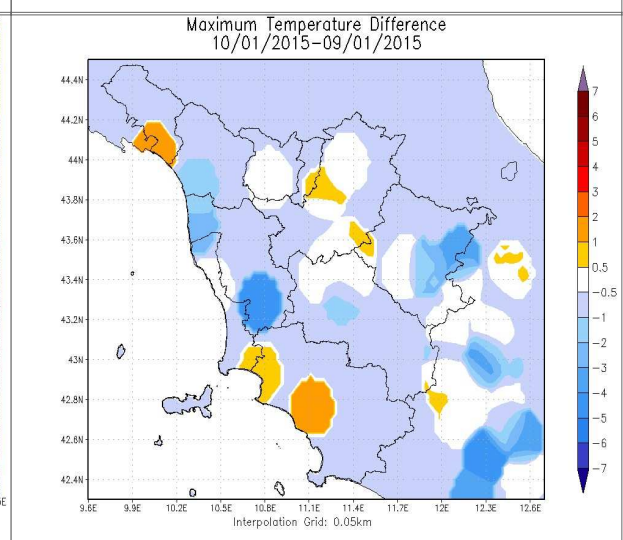 Maximum Temperature Difference
10/01/2015–09/01/2015
44.4N
44.2N
44N
43.8N
43.6N
43.4N
43.2N
43N
42.8N
42.6N
42.4N
7
6
5
4
3
2
1
0.5
−0.5
−1
−2
−3
−4
−5
−6
−7
E
9.6E 9.9E 10.2E 10.5E 10.8E 11.1E 11.4E 11.7E 12E 12.3E 12.6E
Interpolation Grid: 0.05km